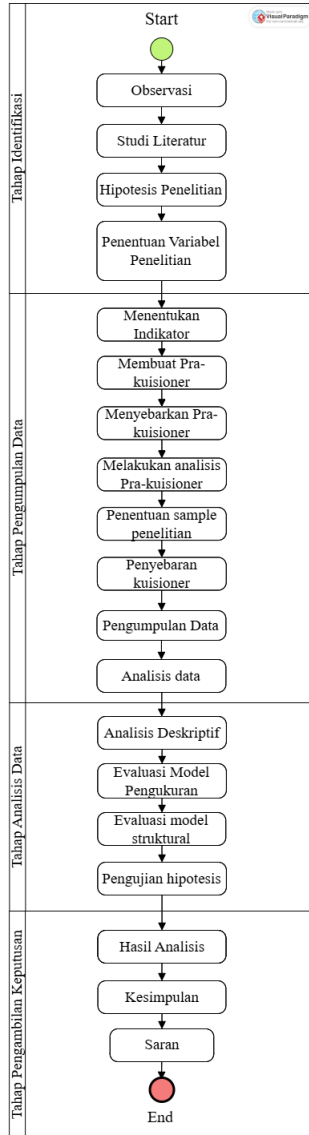 Start
Visual Paradigm
Tahap Identifikasi
Observasi
Studi Literatur
Hipotesis Penelitian
Penentuan Variabel
Penelitian
Tahap Pengumpulan Data
Menentukan
Indikator
Membuat Pra-
kuisioner
Menyebarkan Pra-
kuisioner
Melakukan analisis
Pra-kuisioner
Penentuan sample
penelitian
Penyebaran
kuisioner
Pengumpulan Data
Analisis data
Tahap Analisis Data
Analisis Deskriptif
Evaluasi Model
Pengukuran
Evaluasi model
struktural
Pengujian hipotesis
Tahap Pengambilan Keputusan
Hasil Analisis
Kesimpulan
Saran
End